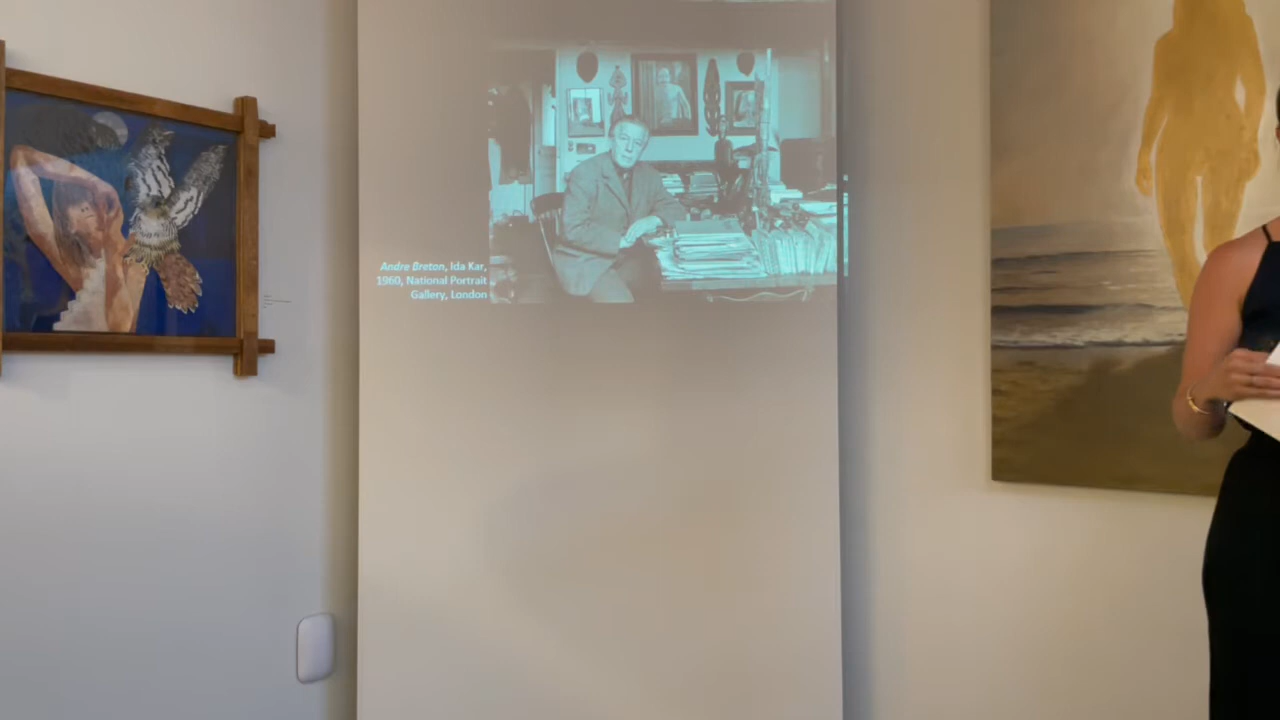 Andre Breton, Ida Kar,
1960, National Portrait
Gallery, London